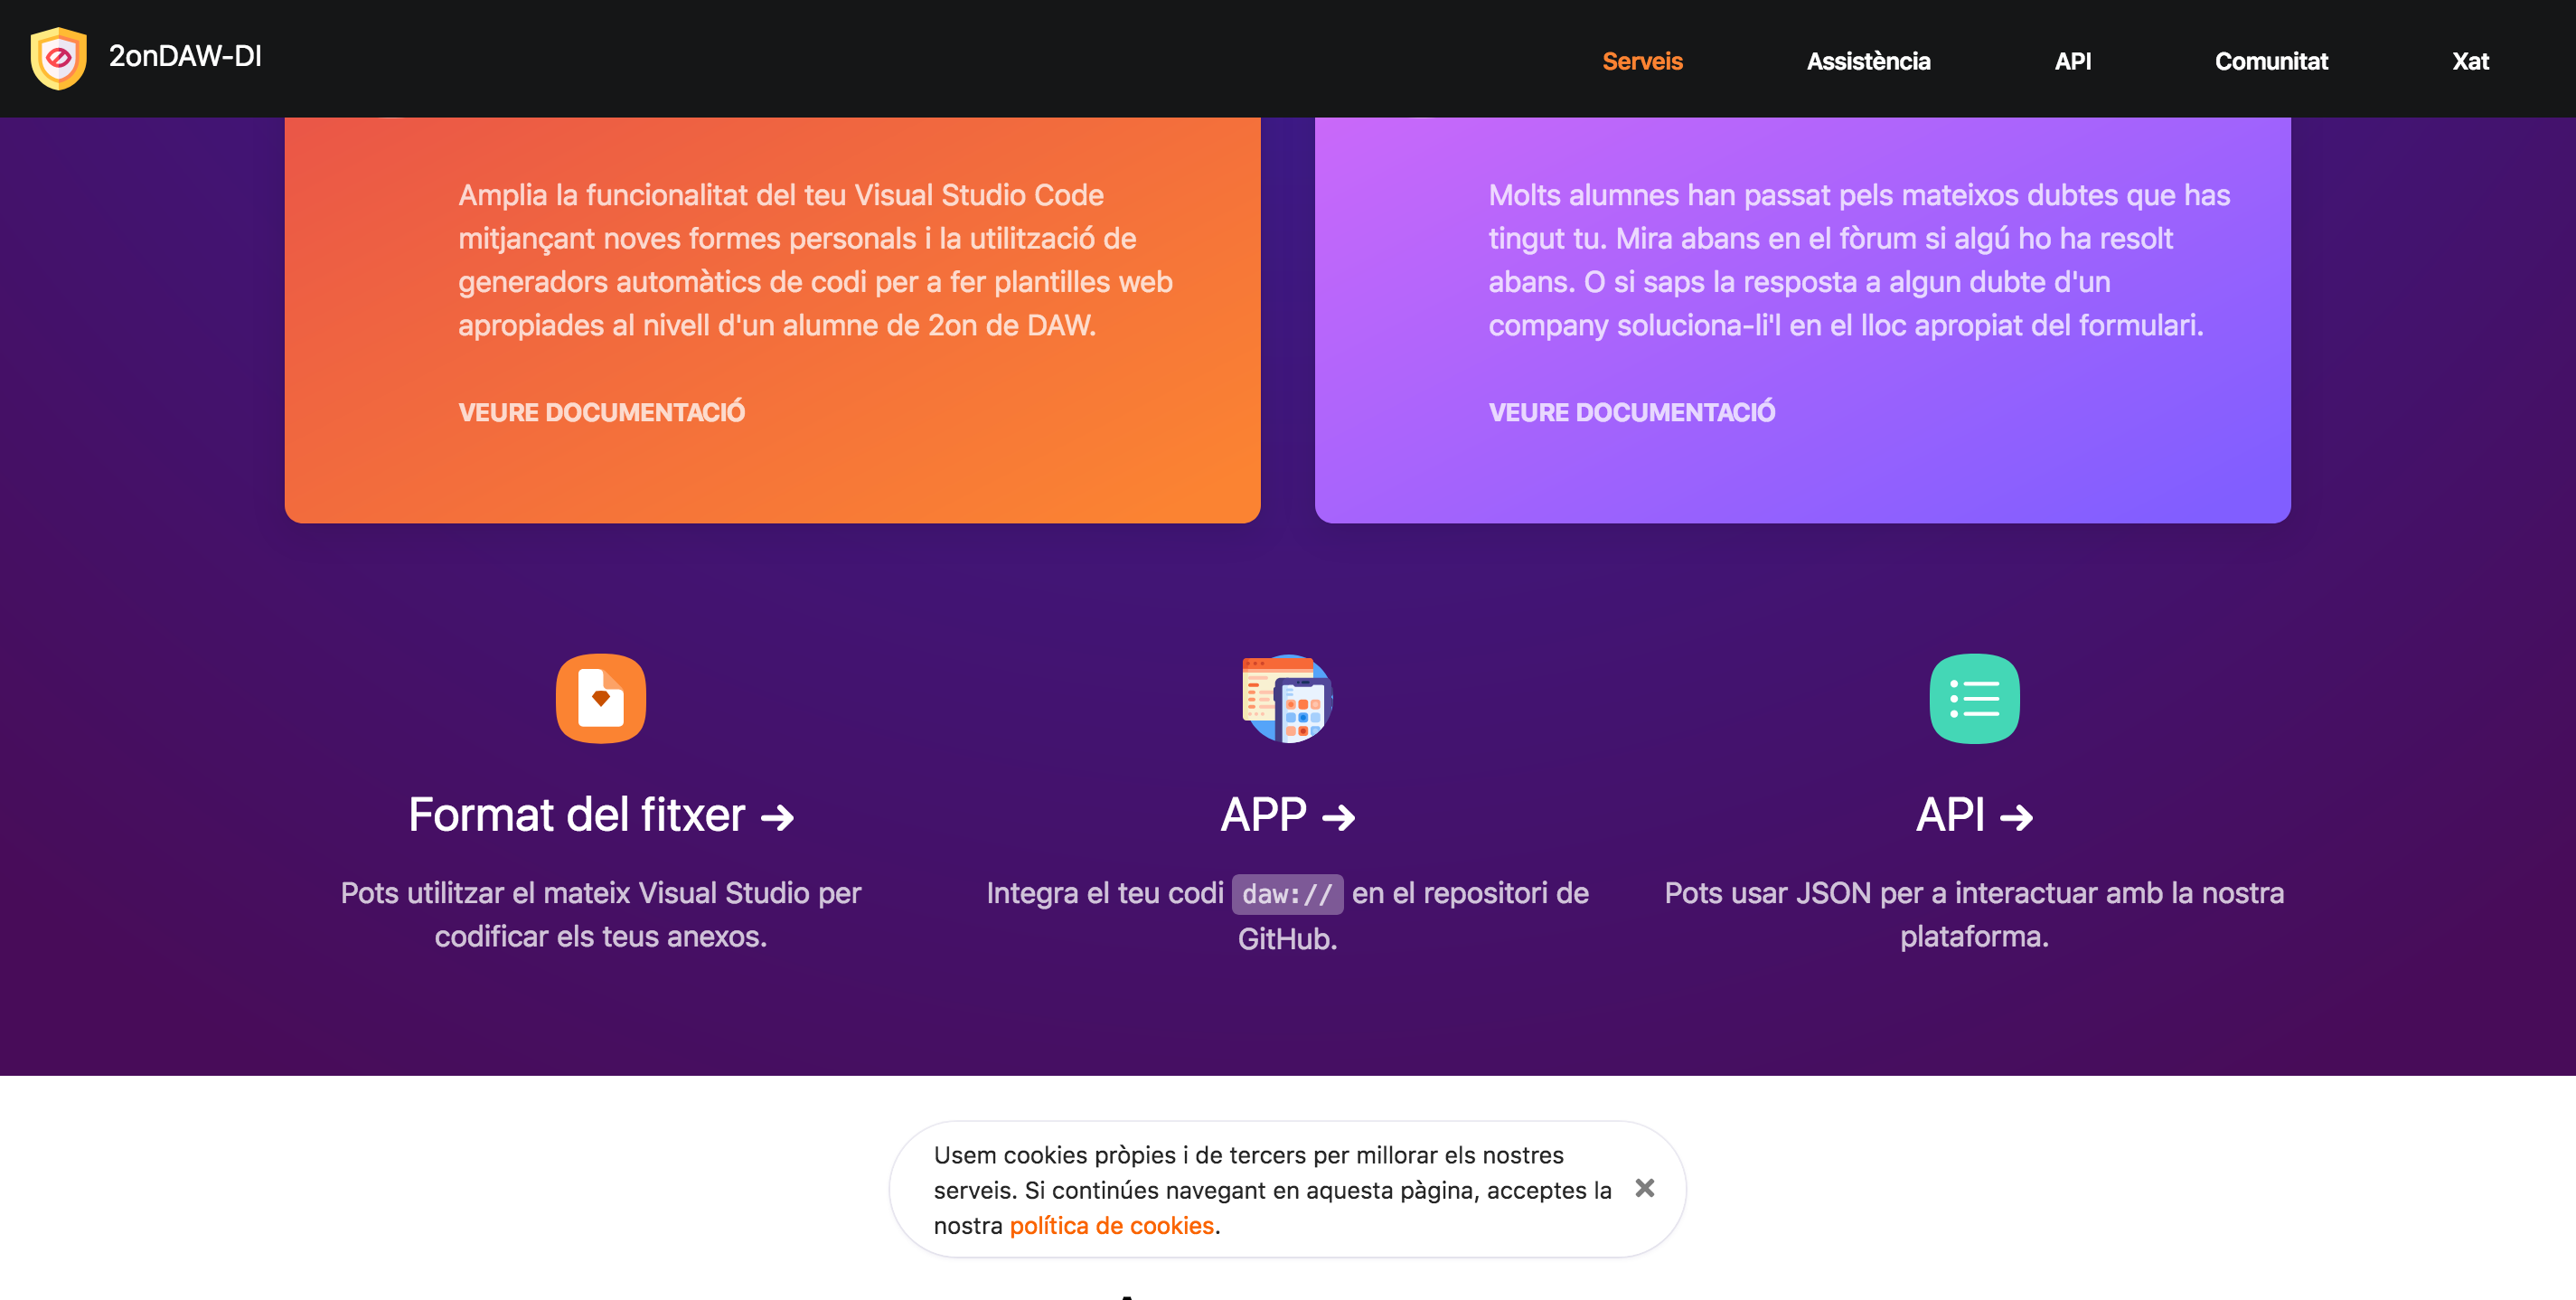 2onDAW-DI
Serveis
Assistència
API
Comunitat
Xat
Amplia la funcionalitat del teu Visual Studio Code
mitjançant noves formes personals i la utilització de
generadors automàtics de codi per a fer plantilles web
apropiades al nivell d'un alumne de 2on de DAW.
VEURE DOCUMENTACIÓ
Molts alumnes han passat pels mateixos dubtes que has
tingut tu. Mira abans en el fòrum si algú ho ha resolt
abans. O si saps la resposta a algun dubte d'un
company soluciona-li'l en el lloc apropiat del formulari.
VEURE DOCUMENTACIÓ
Format del fitxer →
Pots utilitzar el mateix Visual Studio per
codificar els teus anexos.
APP →
Integra el teu codi daw:// en el repositori de
GitHub.
API →
Pots usar JSON per a interactuar amb la nostra
plataforma.
Usem cookies pròpies i de tercers per millorar els nostres
serveis. Si continúes navegant en aquesta pàgina, acceptes la
nostra política de cookies.